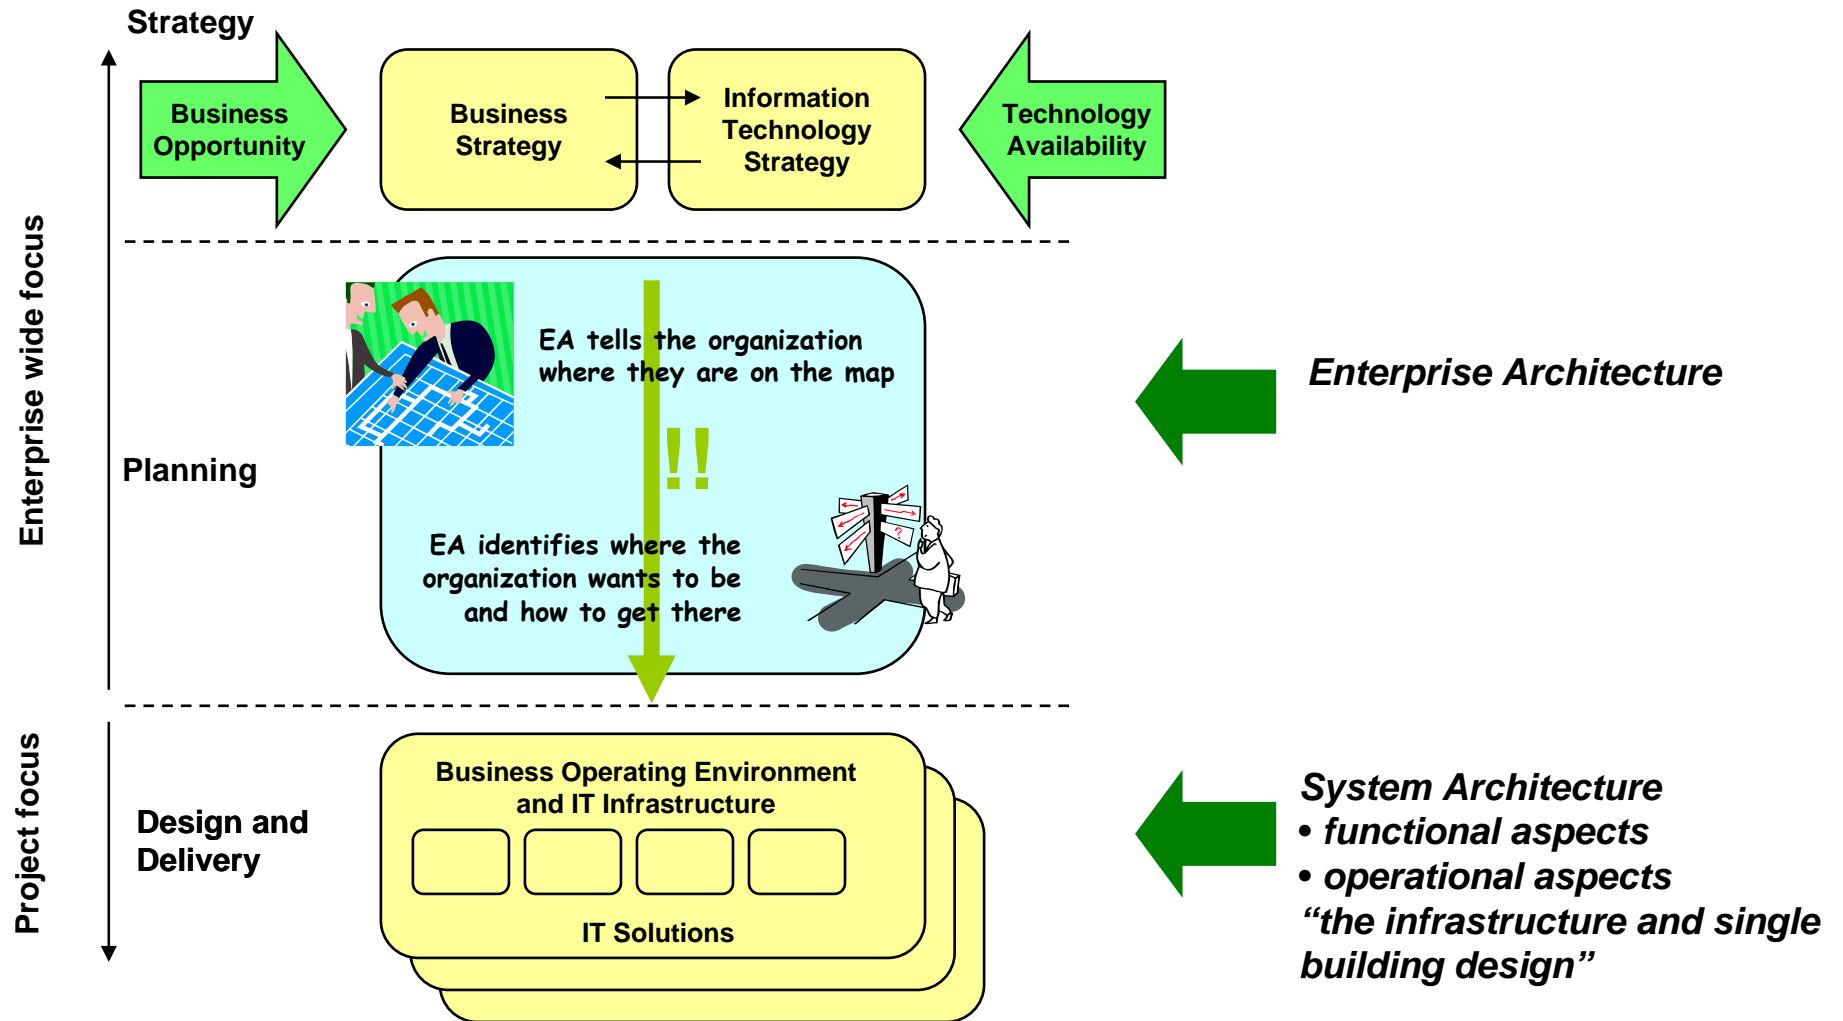 Strategy
Business
Opportunity
Business
Strategy
Information
Technology
Strategy
Technology
Availability
Enterprise wide focus
EA tells the organization
where they are on the map
Enterprise Architecture
!!
Planning
EA identifies where the
organization wants to be
and how to get there
?
Project focus
Design and
Delivery
Business Operating Environment
and IT Infrastructure
IT Solutions
System Architecture
• functional aspects
• operational aspects
“the infrastructure and single
building design”